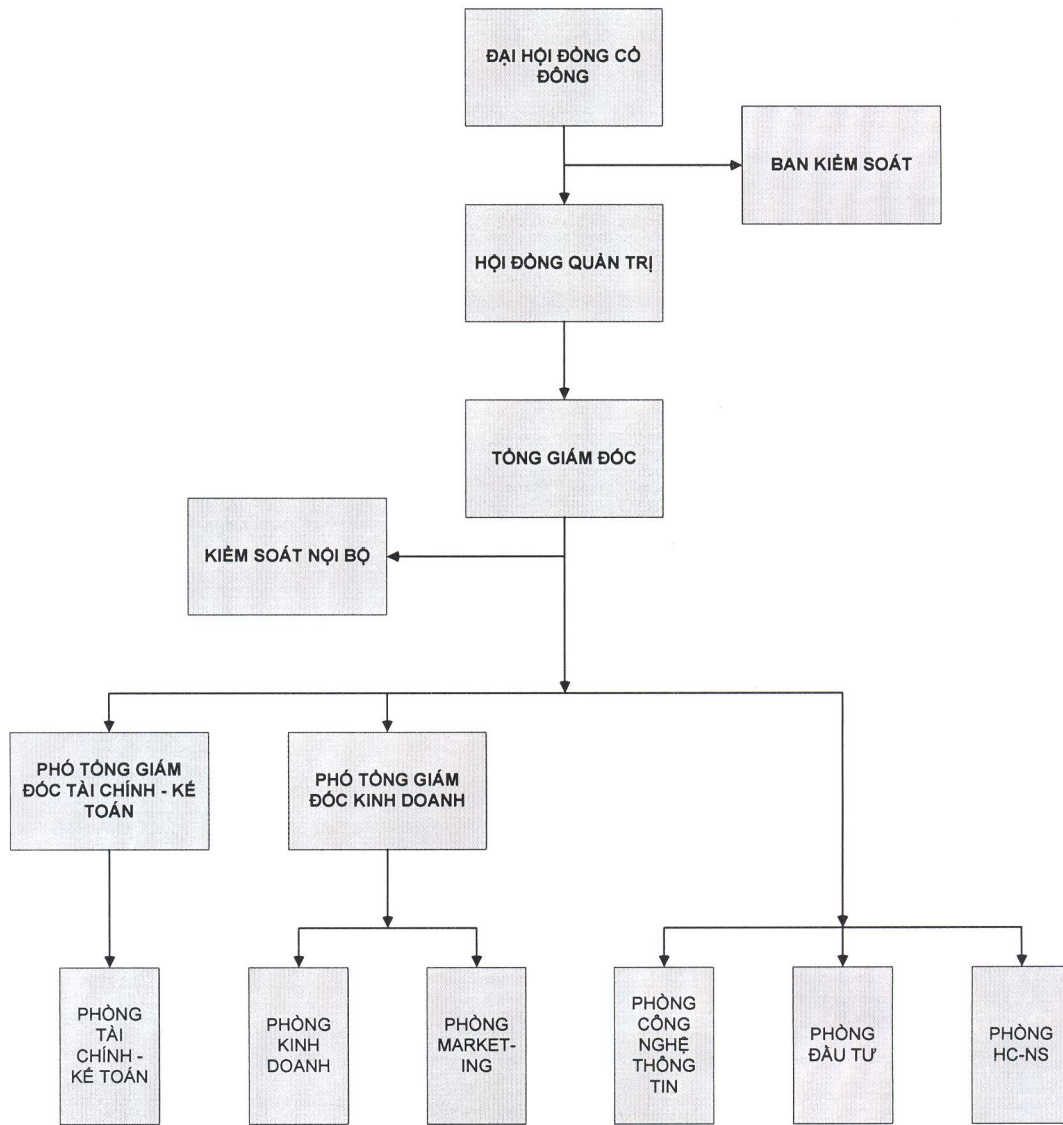 ĐẠI HỘI ĐỒNG CỔ
ĐÔNG
BAN KIỂM SOÁT
HỘI ĐỒNG QUẢN TRỊ
TỔNG GIÁM ĐỐC
KIỂM SOÁT NỘI BỘ
PHÓ TỔNG GIÁM
ĐỐC TÀI CHÍNH - KẾ
TOÁN
PHÓ TỔNG GIÁM
ĐỐC KINH DOANH
PHÒNG
TÀI
CHÍNH -
KẾ TOÁN
PHÒNG
KINH
DOANH
PHÒNG
MARKET-
ING
PHÒNG
CÔNG
NGHỆ
THÔNG
TIN
PHÒNG
ĐẦU TƯ
PHÒNG
HC-NS